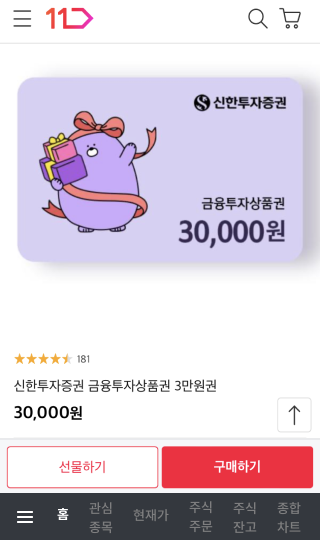 11
신한투자증권
금융투자상품권
30,000원
181
신한투자증권 금융투자상품권 3만원권
30,000원
선물하기
구매하기
홈
관심
종목
현재가
주식
주문
주식
잔고
종합
차트